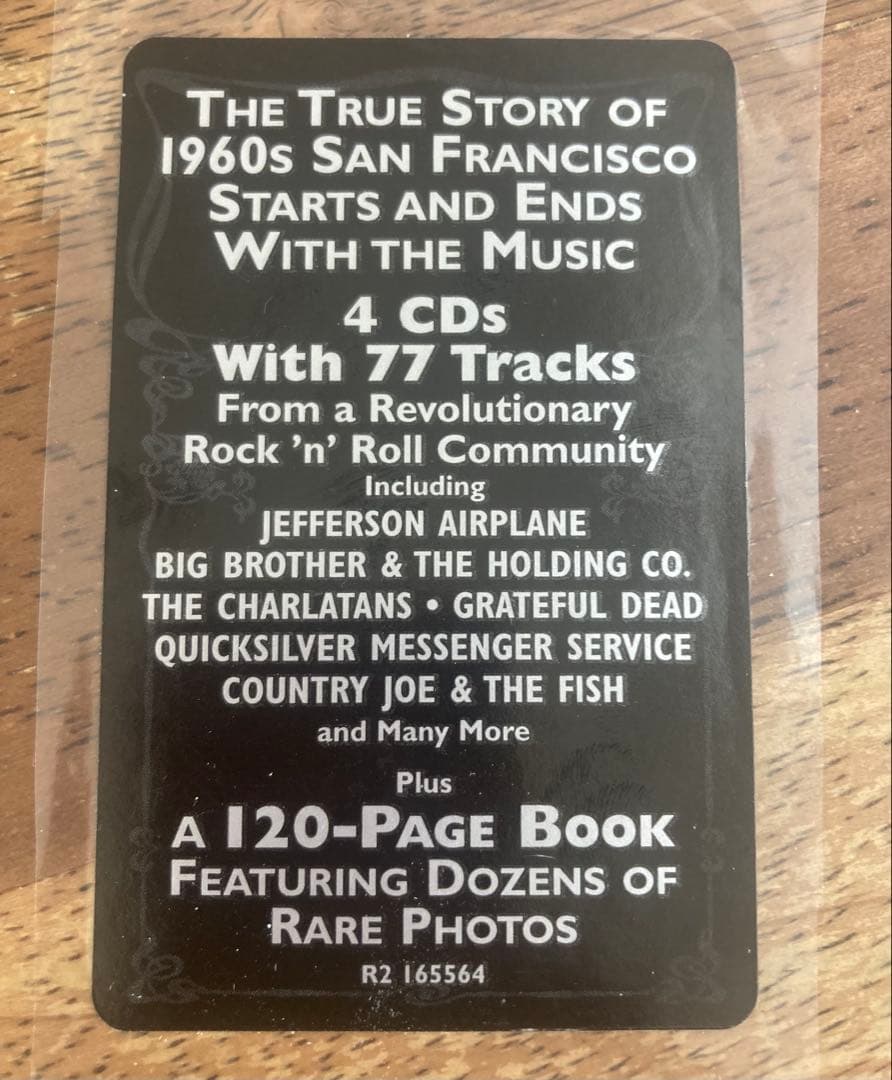 The True Story of
1960s San Francisco
Starts and Ends
With the Music
4 CDs
With 77 Tracks
From a Revolutionary
Rock 'n' Roll Community
Including
JEFFERSON AIRPLANE
BIG BROTHER & THE HOLDING CO.
THE CHARLATANS • GRATEFUL DEAD
QUICKSILVER MESSENGER SERVICE
COUNTRY JOE & THE FISH
and Many More
Plus
A 120-Page Book
Featuring Dozens of
Rare Photos
R2 165564